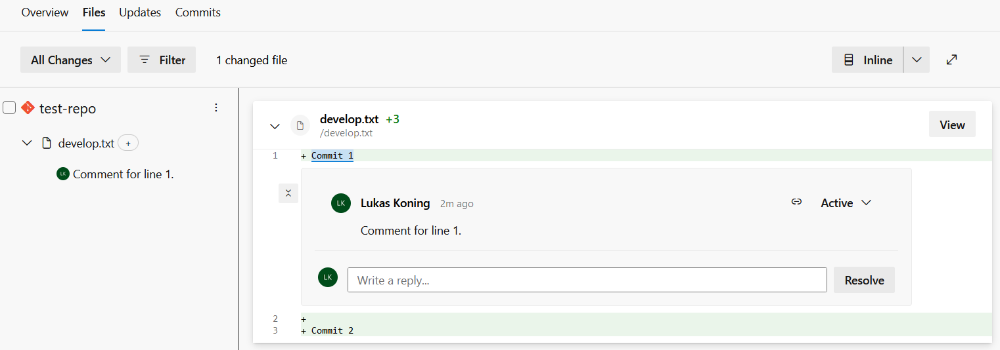 Overview Files Updates Commits
All Changes Filter 1 changed file Inline
test-repo
develop.txt +
LK Comment for line 1.
develop.txt +3
/develop.txt
View
1 + Commit 1
LK Lukas Koning 2m ago Active
Comment for line 1.
LK Write a reply... Resolve
2 +
3 + Commit 2